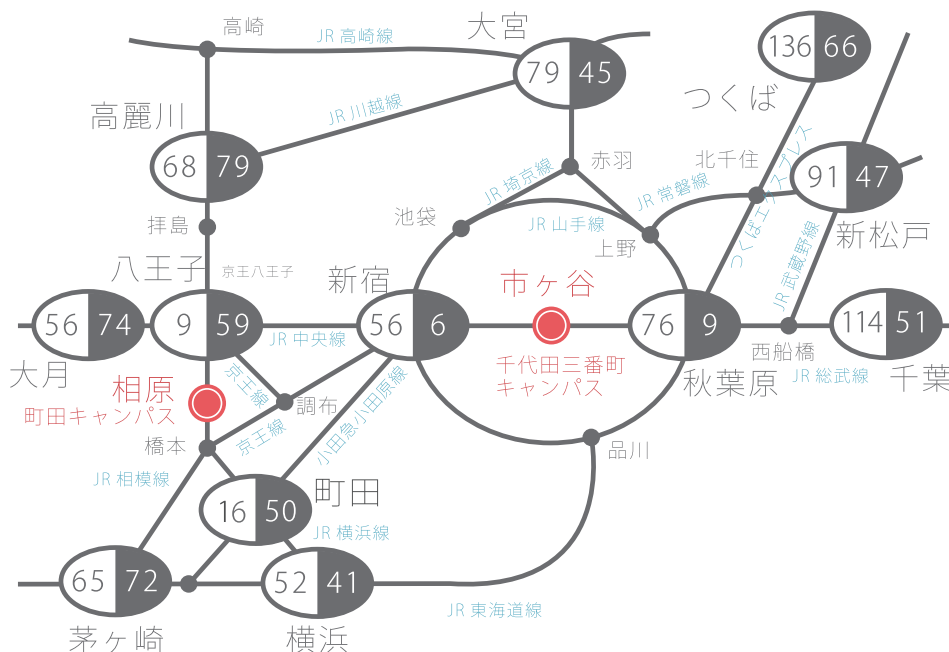 高崎
JR 高崎線
大宮
79 45
136 66
つくば
高麗川
JR 川越線
68 79
赤羽
北千住
91 47
新松戸
JR 埼京線
JR 常磐線
つくばエクスプレス
池袋
JR 山手線
上野
JR 武蔵野線
拝島
八王子
京王八王子
新宿
市ヶ谷
56 74
9 59
JR 中央線
56 6
76 9
114 51
大月
千代田三番町
キャンパス
秋葉原
西船橋
JR 総武線
千葉
相原
町田キャンパス
京王線
調布
京王線
小田急小田原線
橋本
品川
JR 相模線
16 50
町田
JR 横浜線
65 72
52 41
JR 東海道線
茅ヶ崎
横浜